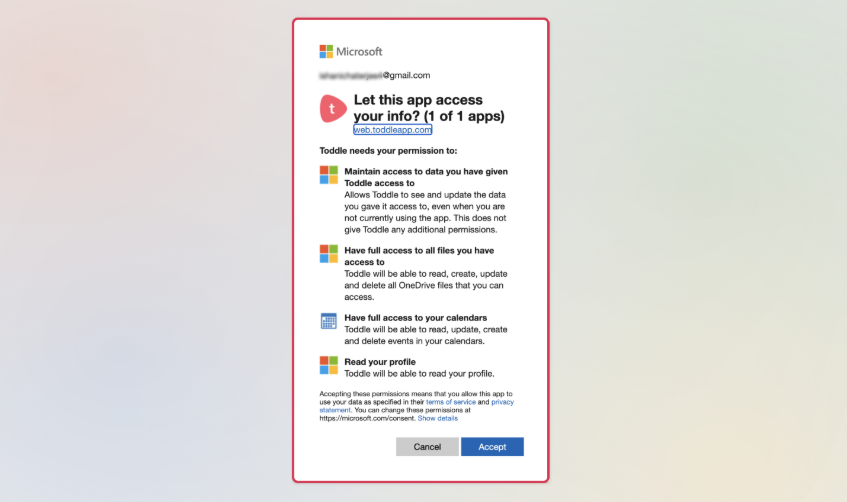 Microsoft
@gmail.com
t
Let this app access
your info? (1 of 1 apps)
web.toddleapp.com
Toddle needs your permission to:
Maintain access to data you have given
Toddle access to
Allows Toddle to see and update the data
you gave it access to, even when you are
not currently using the app. This does not
give Toddle any additional permissions.
Have full access to all files you have
access to
Toddle will be able to read, create, update
and delete all OneDrive files that you can
access.
Have full access to your calendars
Toddle will be able to read, update, create
and delete events in your calendars.
Read your profile
Toddle will be able to read your profile.
Accepting these permissions means that you allow this app to
use your data as specified in their terms of service and privacy
statement. You can change these permissions at
https://microsoft.com/consent. Show details
Cancel
Accept